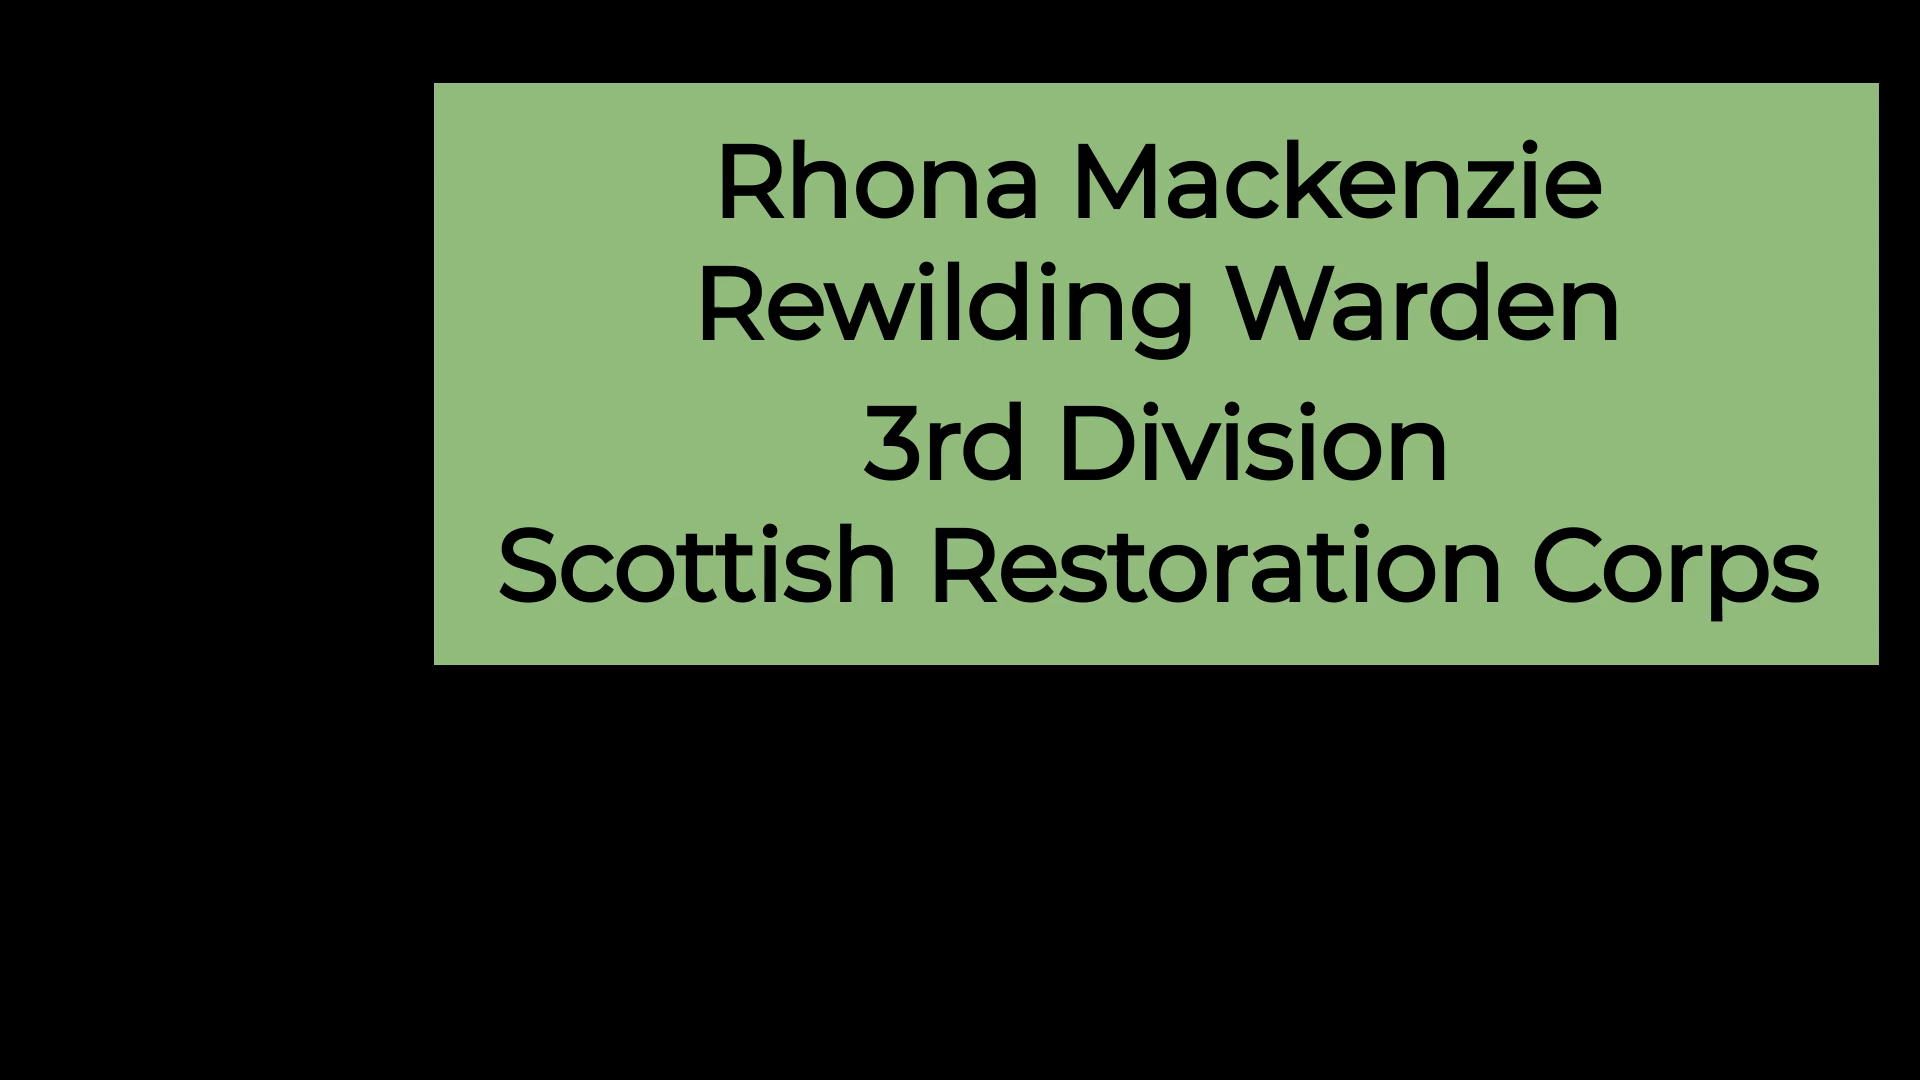 Rhona Mackenzie
Rewilding Warden
3rd Division
Scottish Restoration Corps